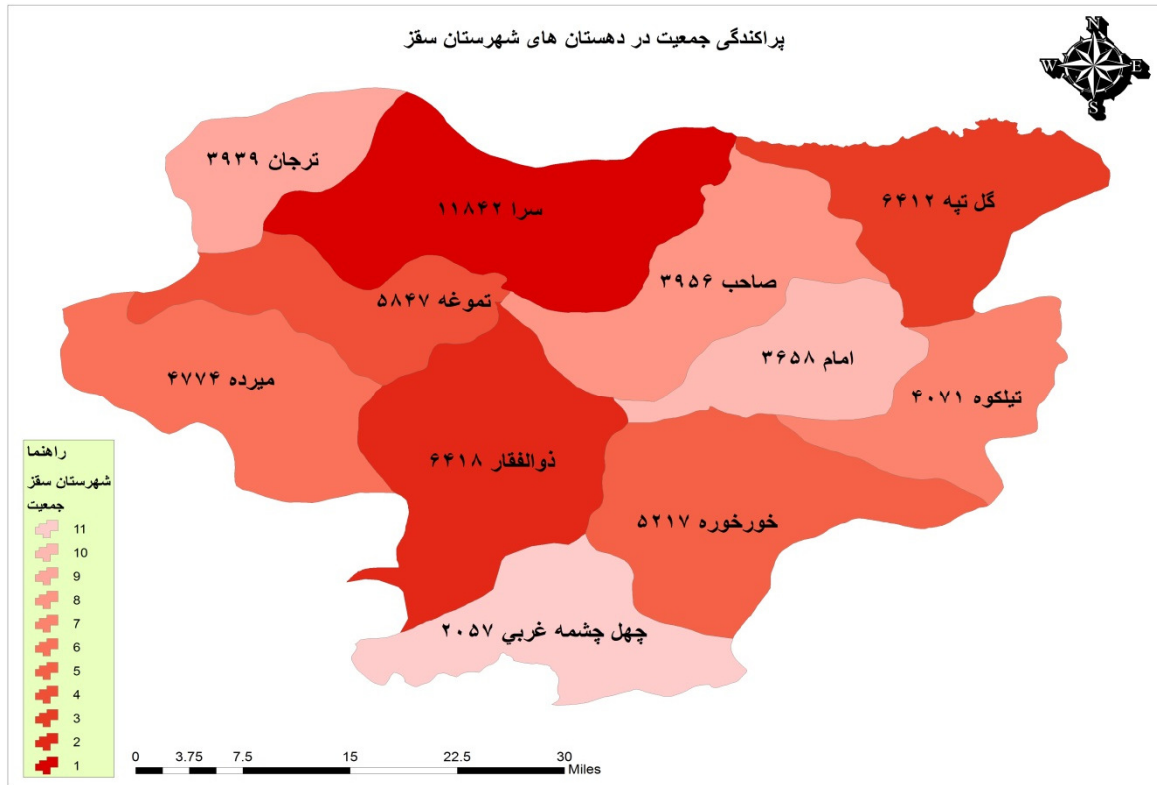 پراکندگی جمعیت در دهستان های شهرستان سقز
N
W E
S
ترجان ۳۹۳۹
سرا ۱۱۸۴۲
گل تپه ۶۴۱۲
صاحب ۳۹۵۶
تموغه ۵۸۴۷
امام ۳۶۵۸
میرده ۴۷۷۴
تیلکوه ۴۰۷۱
ذوالفقار ۶۴۱۸
خورخوره ۵۲۱۷
چهل چشمه غربي ۲۰۵۷
راهنما
شهرستان سقز
جمعیت
11
10
9
8
7
6
5
4
3
2
1
0 3.75 7.5 15 22.5 30
Miles